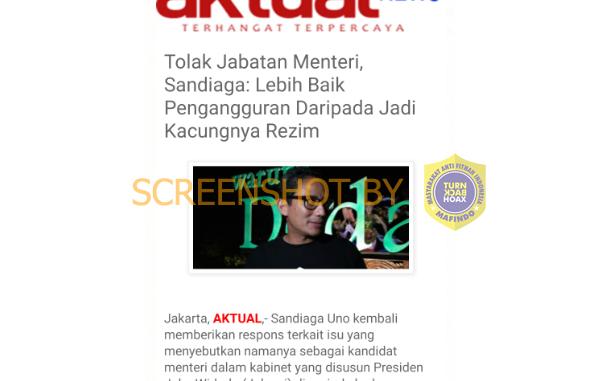 aktual NEWS
TERHANGAT TERPERCAYA
Tolak Jabatan Menteri,
Sandiaga: Lebih Baik
Pengangguran Daripada Jadi
Kacungnya Rezim
SCREENSHOT BY
MASYARAKAT ANTI FITNAH INDONESIA
TURN
BACK
HOAX
MAFINDO
Jakarta, AKTUAL,- Sandiaga Uno kembali
memberikan respons terkait isu yang
menyebutkan namanya sebagai kandidat
menteri dalam kabinet yang disusun Presiden